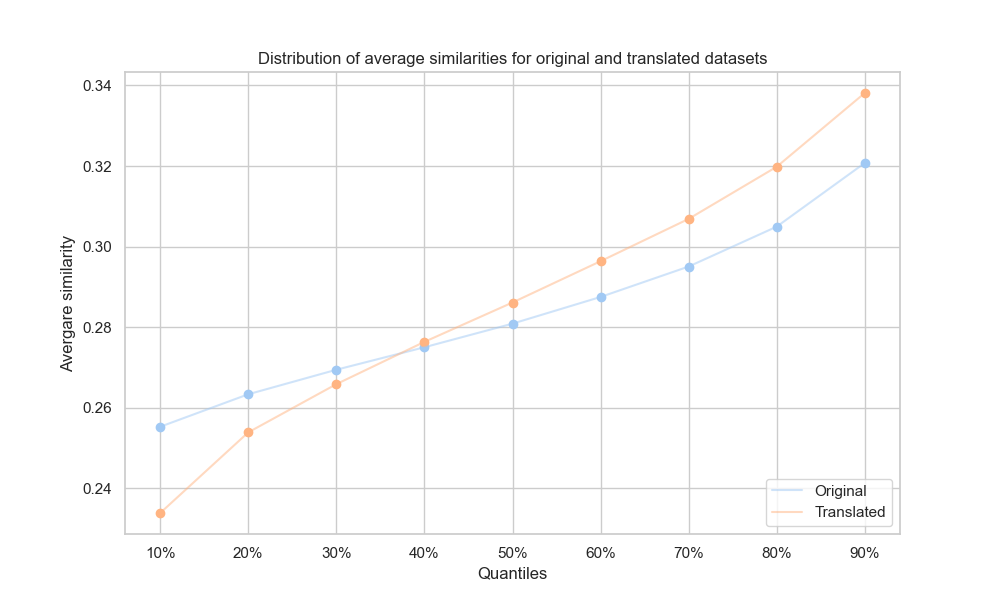 Distribution of average similarities for original and translated datasets
0.34
0.32
0.30
0.28
0.26
0.24
Avergare similarity
Original
Translated
10% 20% 30% 40% 50% 60% 70% 80% 90%
Quantiles